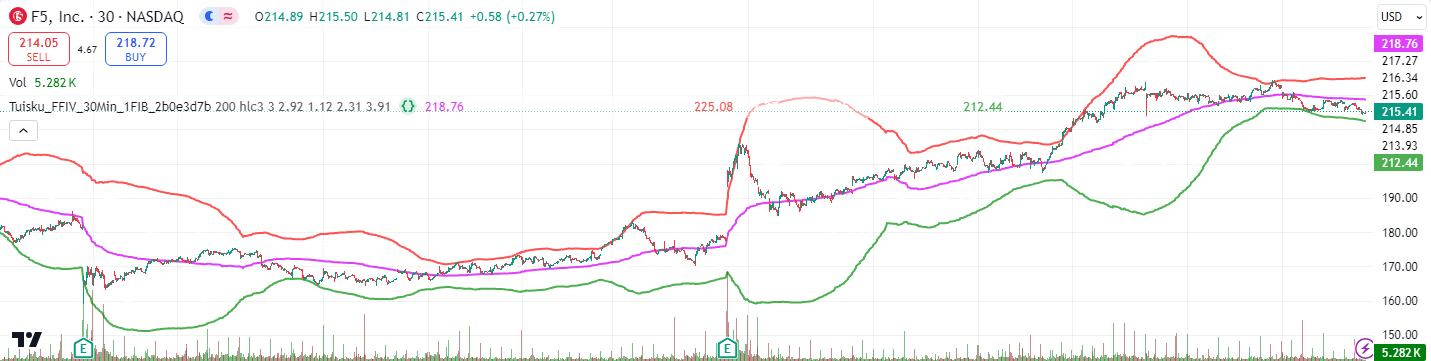 F5, Inc. · 30 · NASDAQ O214.89 H215.50 L214.81 C215.41 +0.58 (+0.27%)
USD
214.05 SELL 4.67 218.72 BUY
Vol 5.282 K
Tuisku_FFIV_30Min_1FIB_2b0e3d7b 200 hlc3 3 2.92 1.12 2.31 3.91 218.76 225.08 212.44
218.76
217.27
216.34
215.60
215.41
214.85
213.93
212.44
190.00
180.00
170.00
160.00
150.00
5.282 K
E
E